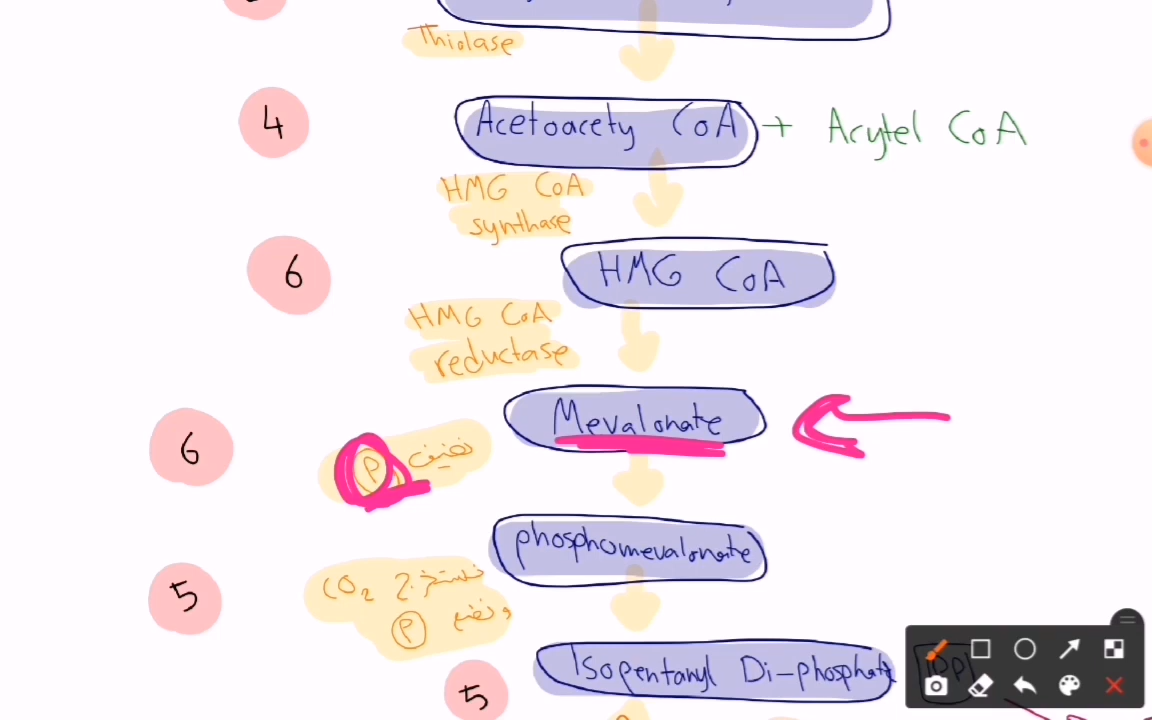 Thiolase
4
Acetoacety CoA + Acytel CoA
HMG CoA
synthase
6
HMG CoA
HMG CoA
reductase
Mevalonate
6
نضيف P
phosphomevalonate
5
نستخرج CO2
و نضيع P
Isopentanyl Di-phosphate
5